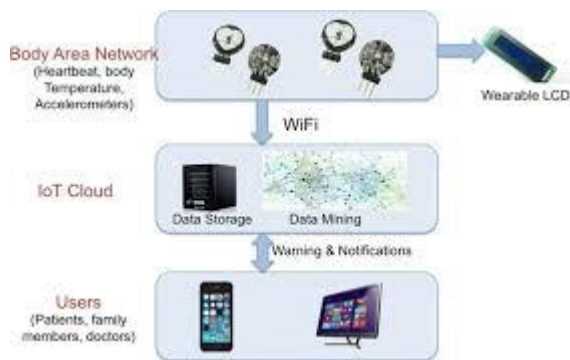 Body Area Network
(Heartbeat, body
Temperature,
Accelerometers)
Wearable LCD
WiFi
IoT Cloud
Data Storage
Data Mining
Warning & Notifications
Users
(Patients, family
members, doctors)